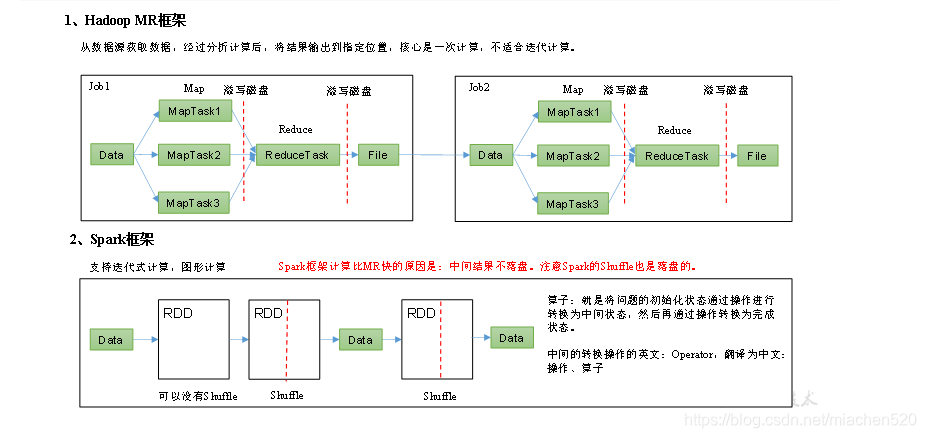 1、Hadoop MR框架
从数据源获取数据，经过分析计算后，将结果输出到指定位置，核心是一次计算，不适合迭代计算。
Job1
Map
溢写磁盘
溢写磁盘
MapTask1
Reduce
Data
MapTask2
ReduceTask
File
MapTask3
Job2
Map
溢写磁盘
溢写磁盘
MapTask1
Reduce
Data
MapTask2
ReduceTask
File
MapTask3
2、Spark框架
支持迭代式计算，图形计算
Spark框架计算比MR快的原因是：中间结果不落盘。注意Spark的Shuffle也是落盘的。
Data
RDD
RDD
Data
RDD
Data
可以没有Shuffle
Shuffle
Shuffle
算子：就是将问题的初始化状态通过操作进行
转换为中间状态，然后再通过操作转换为完成
状态。
中间的转换操作的英文：Operator，翻译为中文：
操作、算子
https://blog.csdn.net/miachen520